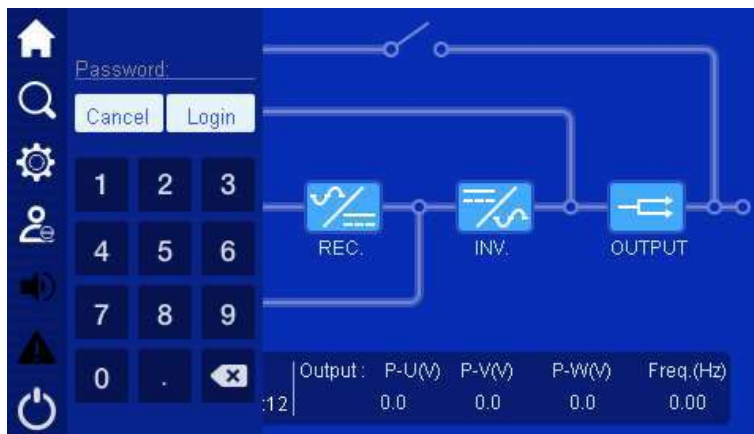 Password:
Cancel Login
1 2 3
4 5 6
7 8 9
0 .
REC. INV. OUTPUT
Output : P-U(V) P-V(V) P-W(V) Freq.(Hz)
:12 0.0 0.0 0.0 0.00